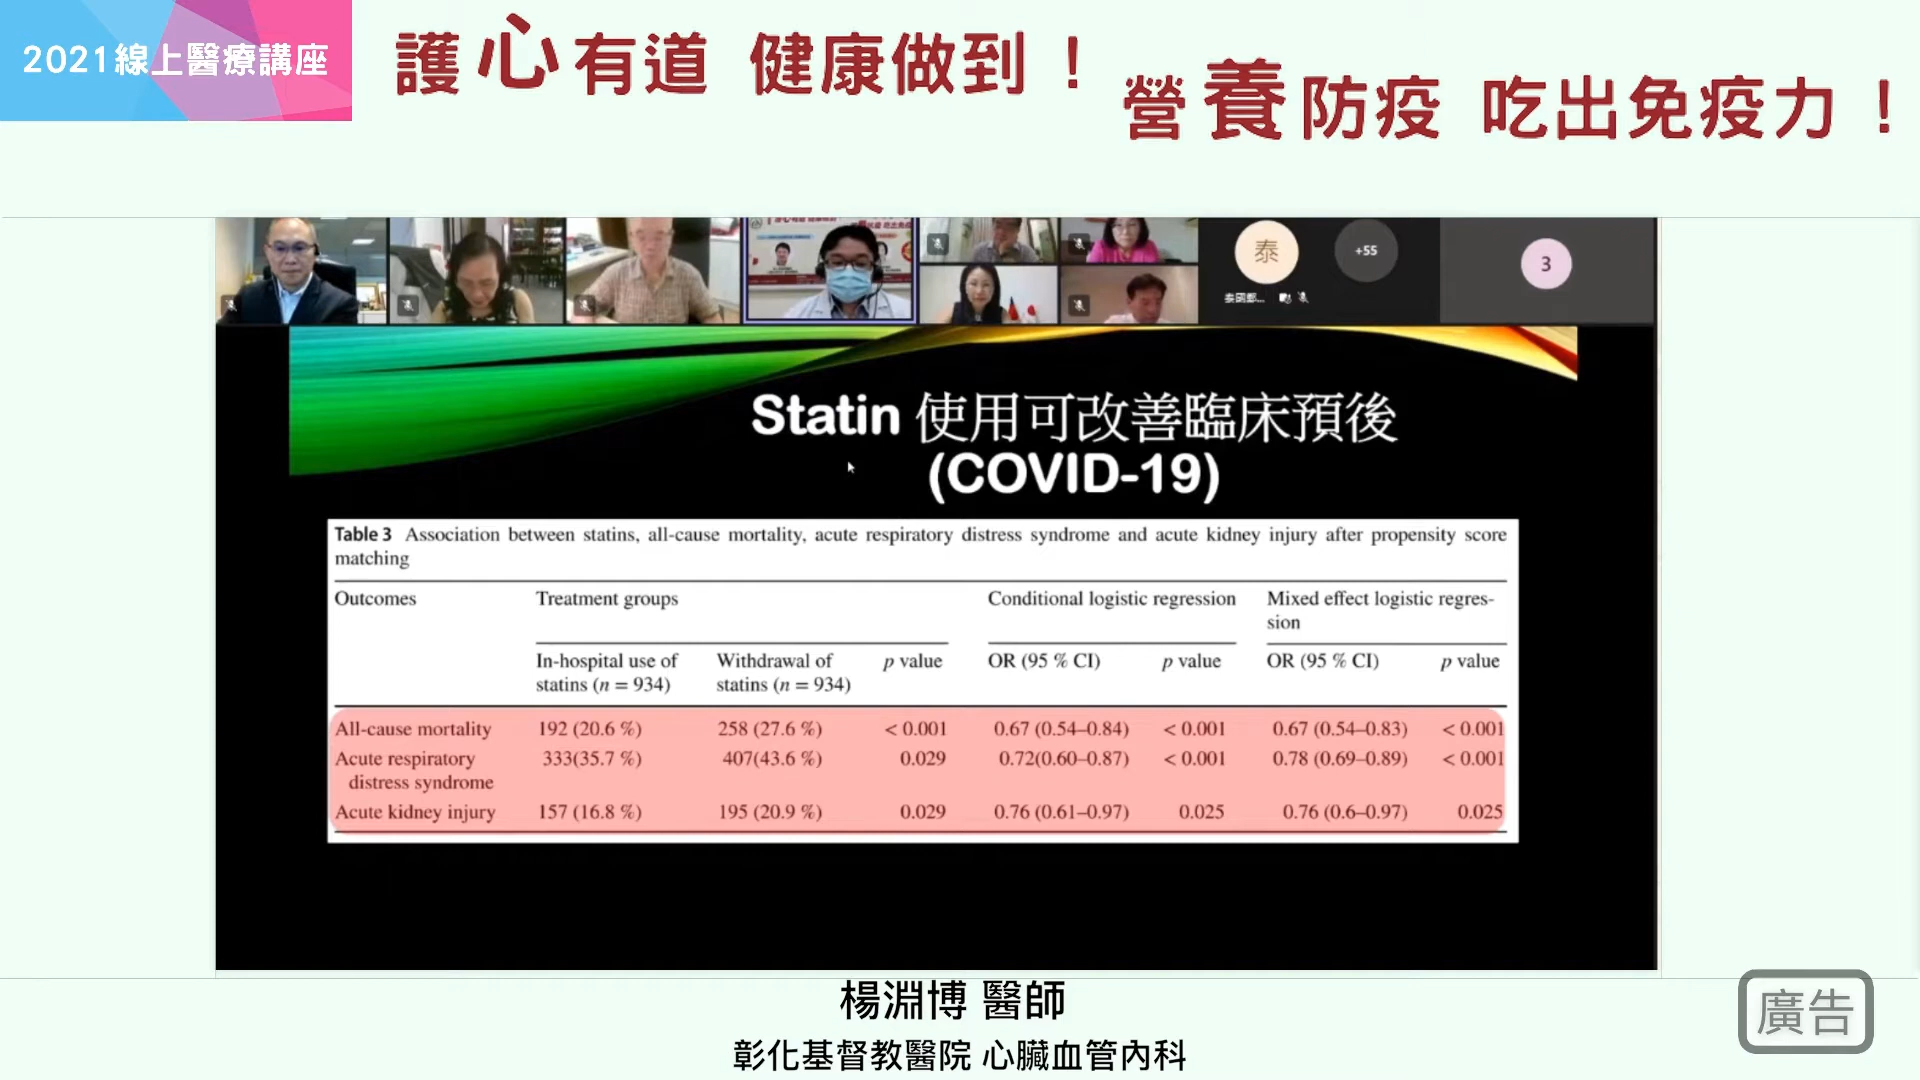 2021線上醫療講座
護心有道 健康做到！
營養防疫 吃出免疫力！
泰
+55
3
Statin 使用可改善臨床預後
(COVID-19)
Table 3 Association between statins, all-cause mortality, acute respiratory distress syndrome and acute kidney injury after propensity score
matching
Outcomes Treatment groups Conditional logistic regression Mixed effect logistic regres-
sion
In-hospital use of Withdrawal of p value OR (95 % CI) p value OR (95 % CI) p value
statins (n = 934) statins (n = 934)
All-cause mortality 192 (20.6 %) 258 (27.6 %) < 0.001 0.67 (0.54–0.84) < 0.001 0.67 (0.54–0.83) < 0.001
Acute respiratory 333(35.7 %) 407(43.6 %) 0.029 0.72(0.60–0.87) < 0.001 0.78 (0.69–0.89) < 0.001
distress syndrome
Acute kidney injury 157 (16.8 %) 195 (20.9 %) 0.029 0.76 (0.61–0.97) 0.025 0.76 (0.6–0.97) 0.025
楊淵博 醫師
彰化基督教醫院 心臟血管內科
廣告